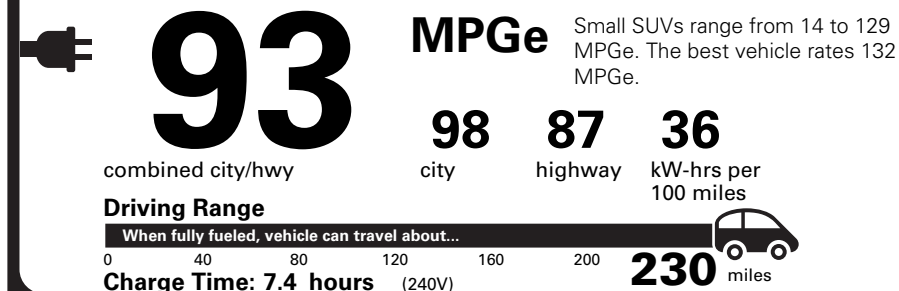 93
MPGe
Small SUVs range from 14 to 129
MPGe. The best vehicle rates 132
MPGe.
combined city/hwy
98
city
87
highway
36
kW-hrs per
100 miles
Driving Range
When fully fueled, vehicle can travel about...
0 40 80 120 160 200 230 miles
Charge Time: 7.4 hours (240V)